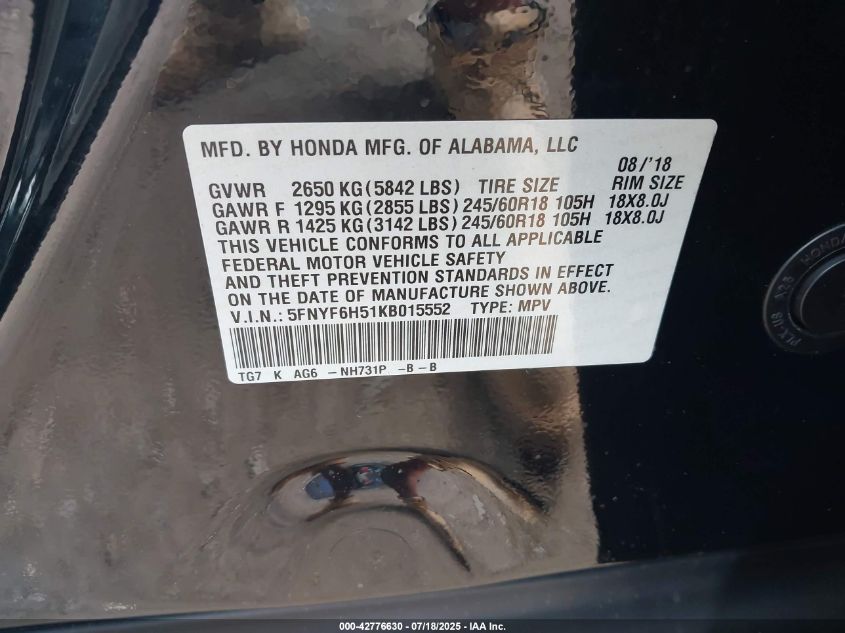 MFD. BY HONDA MFG. OF ALABAMA, LLC
08/'18
GVWR 2650 KG (5842 LBS) TIRE SIZE RIM SIZE
GAWR F 1295 KG (2855 LBS) 245/60R18 105H 18X8.0J
GAWR R 1425 KG (3142 LBS) 245/60R18 105H 18X8.0J
THIS VEHICLE CONFORMS TO ALL APPLICABLE
FEDERAL MOTOR VEHICLE SAFETY
AND THEFT PREVENTION STANDARDS IN EFFECT
ON THE DATE OF MANUFACTURE SHOWN ABOVE.
V.I.N.: 5FNYF6H51KB015552 TYPE: MPV
TG7 K AG6 -NH731P -B-B
HONDA
000-42776630 - 07/18/2025 - IAA Inc.